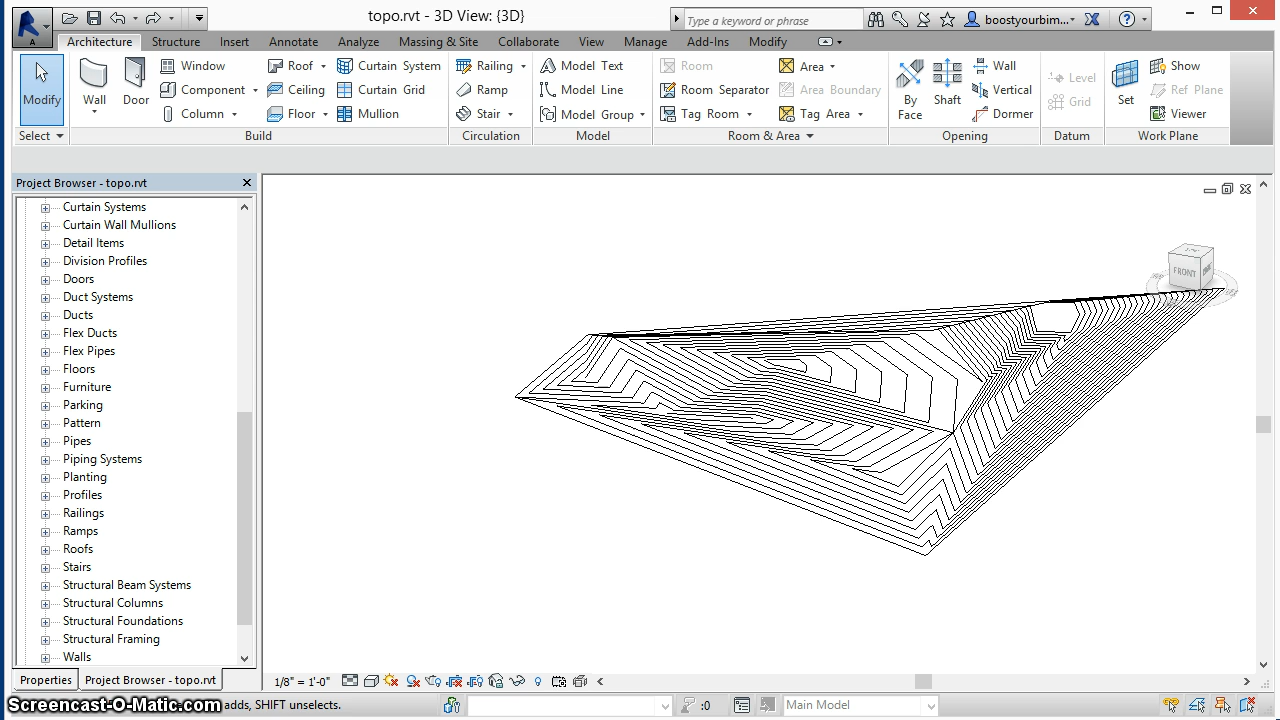 topo.rvt - 3D View: {3D}
Type a keyword or phrase
boostyourbim...
A
Architecture Structure Insert Annotate Analyze Massing & Site Collaborate View Manage Add-Ins Modify
Window Roof Curtain System Railing Model Text Room Area Wall Show
Modify Wall Door Component Ceiling Curtain Grid Ramp Model Line Room Separator Area Boundary By Face Shaft Vertical Level Grid Set Ref Plane
Column Floor Mullion Stair Model Group Tag Room Tag Area Dormer Viewer
Select Build Circulation Model Room & Area Opening Datum Work Plane
Project Browser - topo.rvt
Curtain Systems
Curtain Wall Mullions
Detail Items
Division Profiles
Doors
Duct Systems
Ducts
Flex Ducts
Flex Pipes
Floors
Furniture
Parking
Pattern
Pipes
Piping Systems
Planting
Profiles
Railings
Ramps
Roofs
Stairs
Structural Beam Systems
Structural Columns
Structural Foundations
Structural Framing
Walls
FRONT
Properties Project Browser - topo.rvt
1/8" = 1'-0"
Screencast-O-Matic.com adds, SHIFT unselects.
:0
Main Model